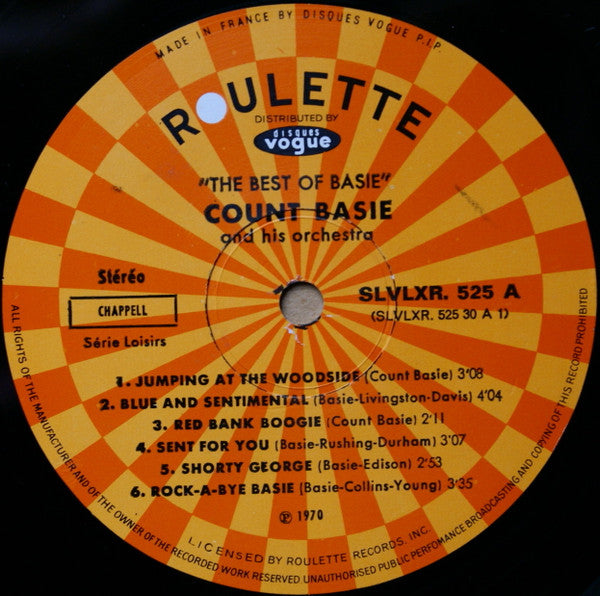 MADE IN FRANCE BY DISQUES VOGUE P.I.P.
ROULETTE
DISTRIBUTED BY
disques
vogue
"THE BEST OF BASIE"
COUNT BASIE
and his orchestra
Stéréo
CHAPPELL
Série Loisirs
SLVLXR. 525 A
(SLVLXR. 525 30 A 1)
1. JUMPING AT THE WOODSIDE (Count Basie) 3'08
2. BLUE AND SENTIMENTAL (Basie-Livingston-Davis) 4'04
3. RED BANK BOOGIE (Count Basie) 2'11
4. SENT FOR YOU (Basie-Rushing-Durham) 3'07
5. SHORTY GEORGE (Basie-Edison) 2'53
6. ROCK-A-BYE BASIE (Basie-Collins-Young) 3'35
℗ 1970
LICENSED BY ROULETTE RECORDS, INC.
ALL RIGHTS OF THE MANUFACTURER AND OF THE OWNER OF THE RECORDED WORK RESERVED UNAUTHORISED PUBLIC PERFOMANCE BROADCASTING AND COPYING OF THIS RECORD PROHIBITED